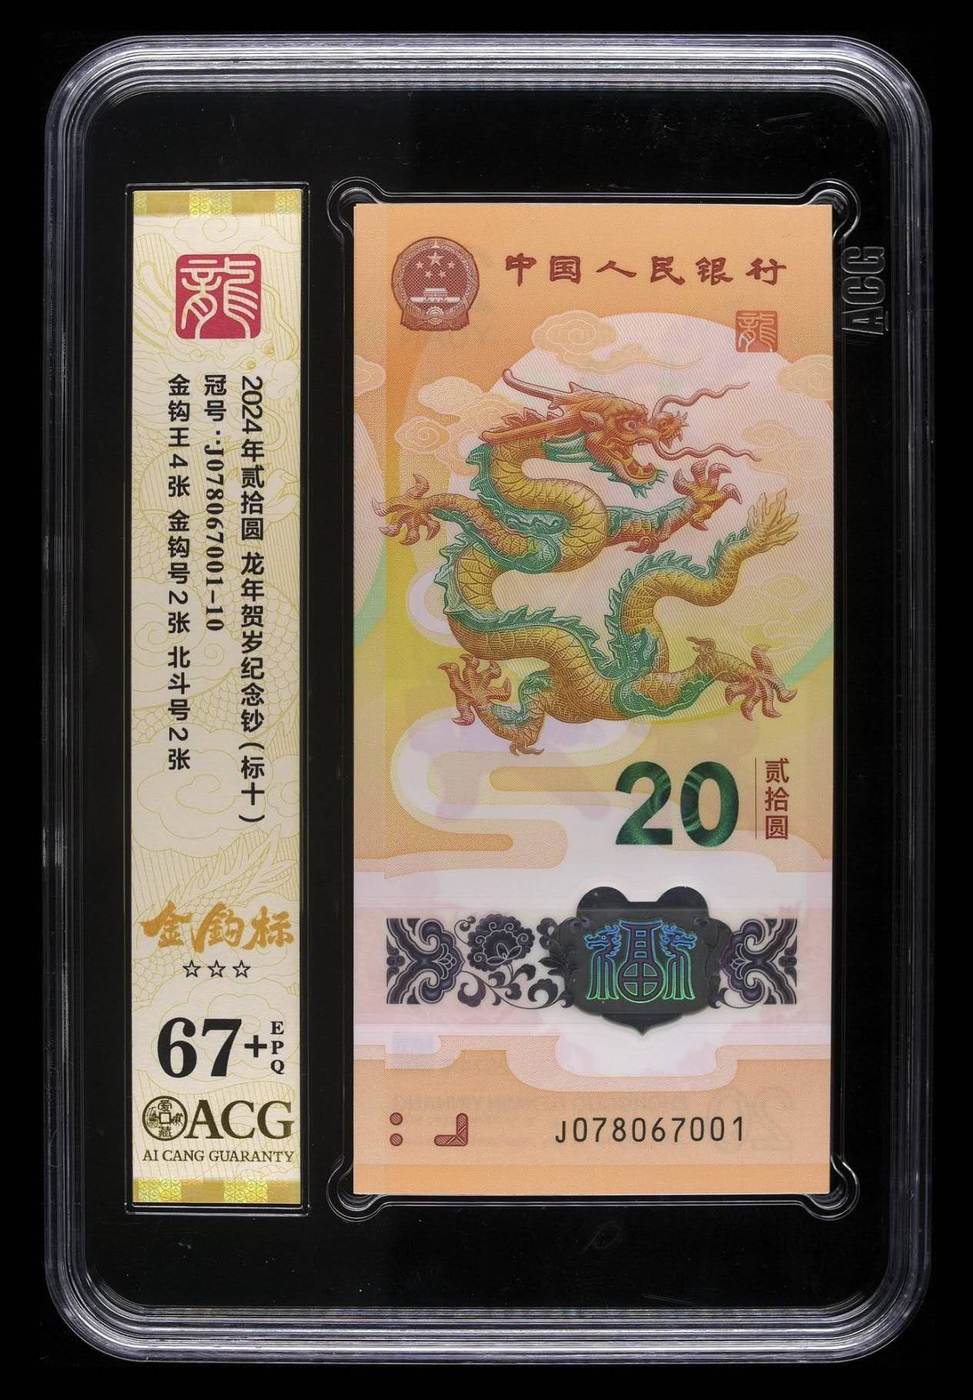 龍
2024年贰拾圆 龙年贺岁纪念钞(标十)
冠号:J078067001-10
金钩王4张 金钩号2张 北斗号2张
金钩标
☆☆☆
67+
EPQ
ACG
AI CANG GUARANTY
中国人民银行
龍
20
贰拾圆
福
J078067001
ACG